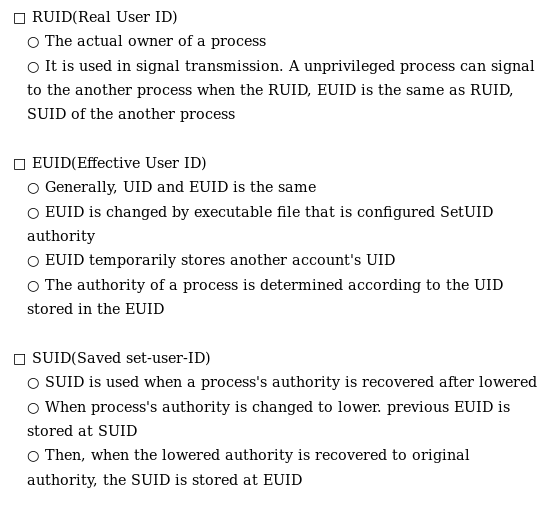 □ RUID(Real User ID)
○ The actual owner of a process
○ It is used in signal transmission. A unprivileged process can signal
to the another process when the RUID, EUID is the same as RUID,
SUID of the another process
□ EUID(Effective User ID)
○ Generally, UID and EUID is the same
○ EUID is changed by executable file that is configured SetUID
authority
○ EUID temporarily stores another account's UID
○ The authority of a process is determined according to the UID
stored in the EUID
□ SUID(Saved set-user-ID)
○ SUID is used when a process's authority is recovered after lowered
○ When process's authority is changed to lower. previous EUID is
stored at SUID
○ Then, when the lowered authority is recovered to original
authority, the SUID is stored at EUID